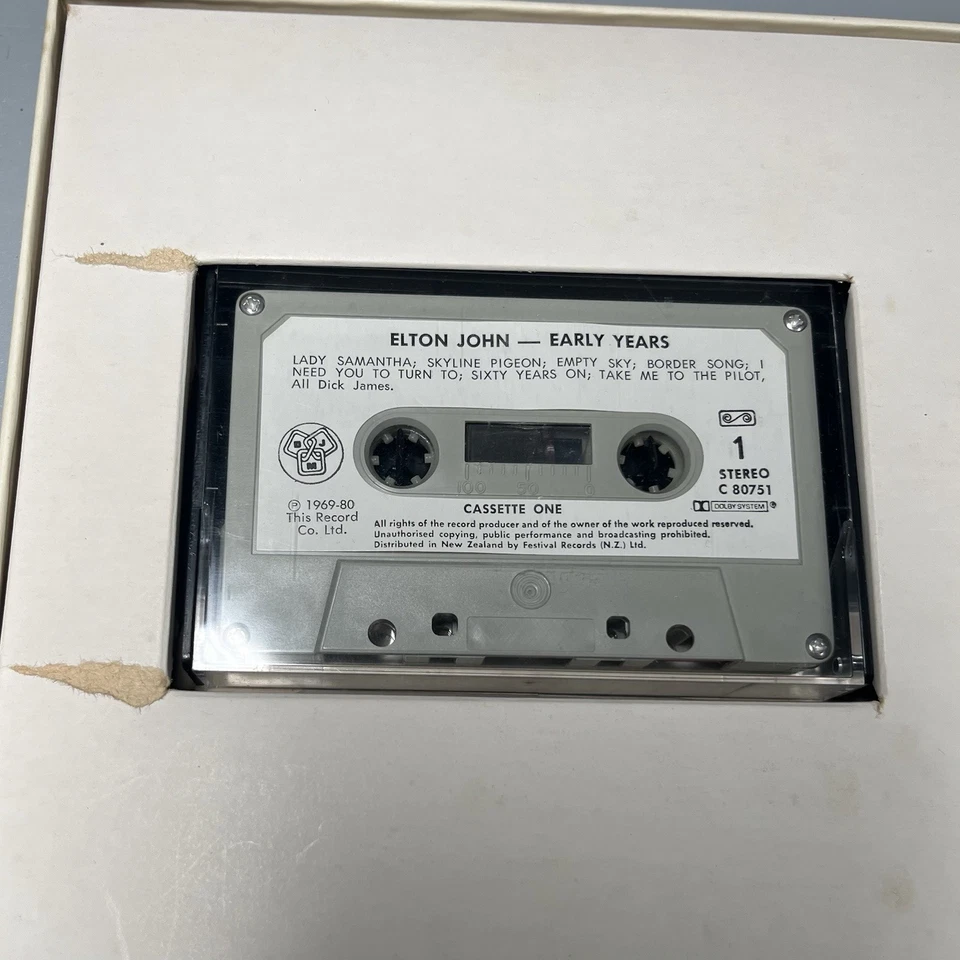 ELTON JOHN — EARLY YEARS
LADY SAMANTHA; SKYLINE PIGEON; EMPTY SKY; BORDER SONG; I
NEED YOU TO TURN TO; SIXTY YEARS ON; TAKE ME TO THE PILOT,
All Dick James.
D J
M
1
STEREO
C 80751
DOLBY SYSTEM ®
100 50 0
CASSETTE ONE
℗ 1969-80
This Record
Co. Ltd.
All rights of the record producer and of the owner of the work reproduced reserved.
Unauthorised copying, public performance and broadcasting prohibited.
Distributed in New Zealand by Festival Records (N.Z.) Ltd.